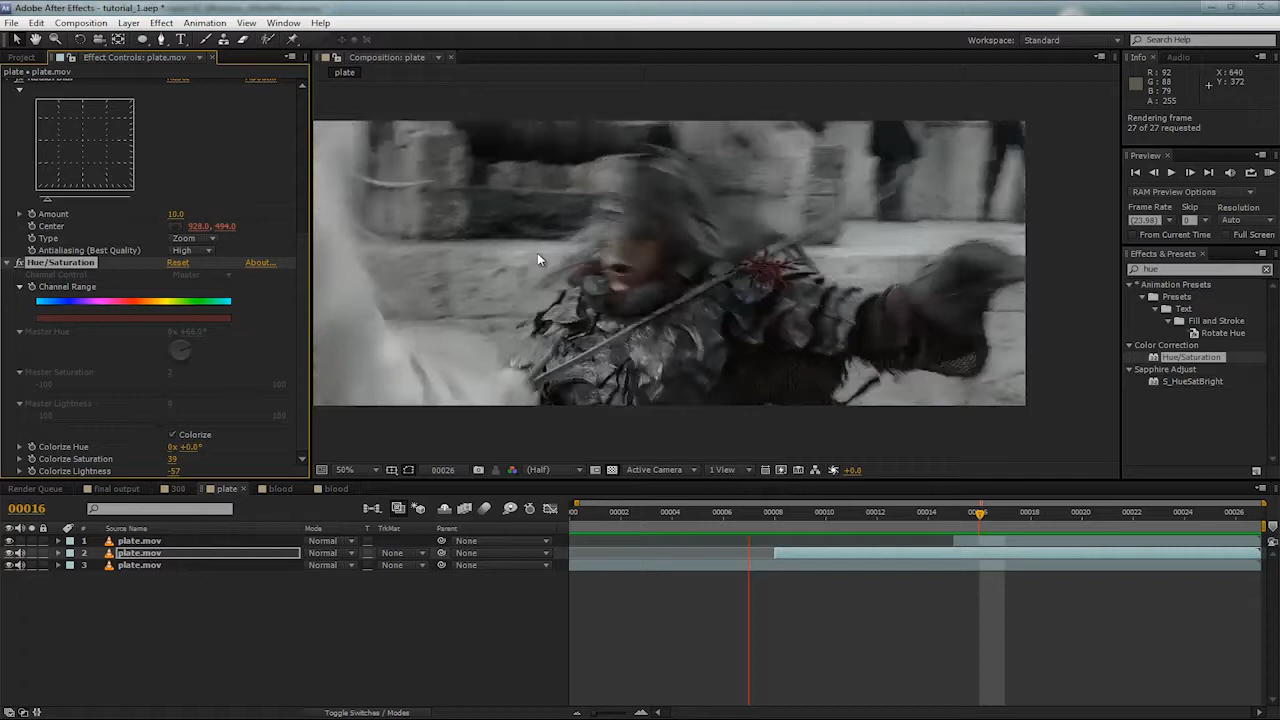 Adobe After Effects - tutorial_1.aep *
File Edit Composition Layer Effect Animation View Window Help
Workspace: Standard
Search Help
Project
Effect Controls: plate.mov
Composition: plate
Info
Audio
plate • plate.mov
plate
R: 92
G: 88
B: 79
A: 255
X: 640
Y: 372
Rendering frame
27 of 27 requested
Preview
RAM Preview Options
Frame Rate Skip Resolution
(23.98) 0 Auto
From Current Time Full Screen
Effects & Presets
hue
* Animation Presets
Presets
Text
Fill and Stroke
Rotate Hue
Color Correction
Hue/Saturation
Sapphire Adjust
S_HueSatBright
Amount 10.0
Center 928.0, 494.0
Type Zoom
Antialiasing (Best Quality) High
Hue/Saturation Reset About...
Channel Control Master
Channel Range
Master Hue 0x +66.0°
Master Saturation 2
-100 100
Master Lightness 0
100 100
Colorize
Colorize Hue 0x +0.0°
Colorize Saturation 39
Colorize Lightness -57
50% 00026 (Half) Active Camera 1 View +0.0
Render Queue final output 300 plate blood blood
00016
00002 00004 00006 00008 00010 00012 00014 00016 00018 00020 00022 00024 00026
# Source Name Mode T TrkMat Parent
1 plate.mov Normal None
2 plate.mov Normal None None
3 plate.mov Normal None None
Toggle Switches / Modes